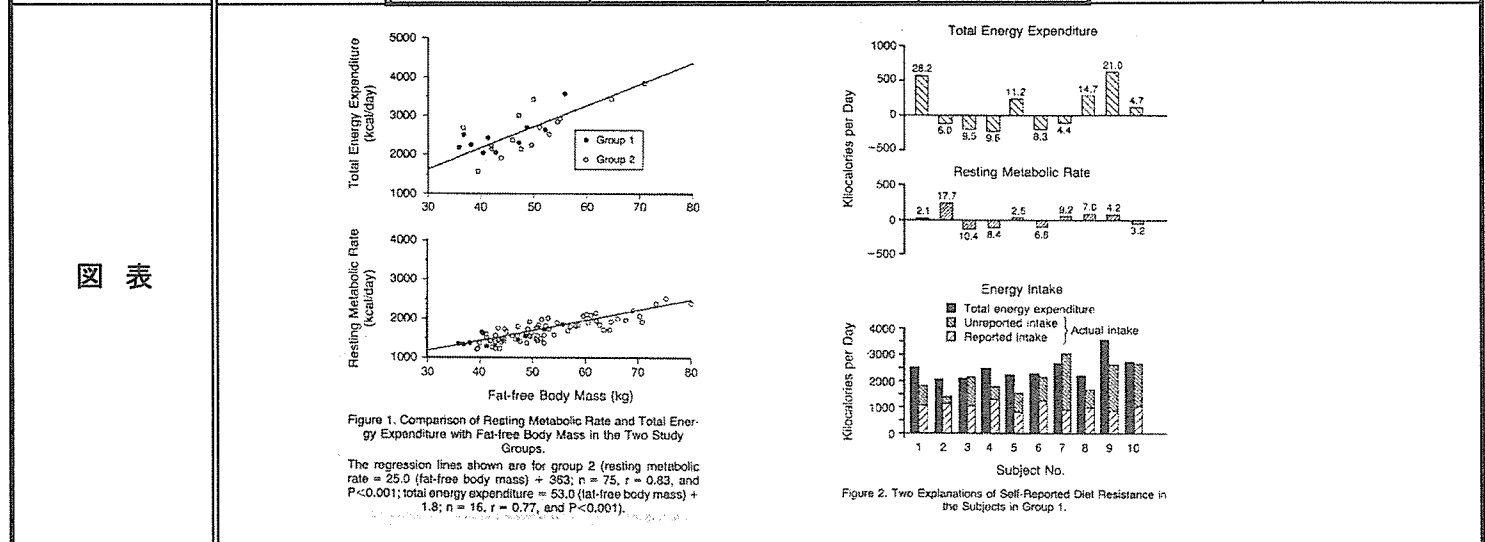 図 表
Total Energy Expenditure
(kcal/day)
5000
4000
3000
2000
1000
30 40 50 60 70 80
Group 1
Group 2
Resting Metabolic Rate
(kcal/day)
4000
3000
2000
1000
30 40 50 60 70 80
Fat-free Body Mass (kg)
Figure 1. Comparison of Resting Metabolic Rate and Total Ener-
gy Expenditure with Fat-free Body Mass in the Two Study
Groups.
The regression lines shown are for group 2 (resting metabolic
rate = 25.0 (fat-free body mass) + 363; n = 75, r = 0.83, and
P<0.001; total energy expenditure = 53.0 (fat-free body mass) +
1.8; n = 16, r = 0.77, and P<0.001).
Total Energy Expenditure
Kilocalories per Day
1000
500
0
−500
28.2
6.0
9.5
9.6
11.2
8.3
4.4
14.7
21.0
4.7
Resting Metabolic Rate
500
0
−500
2.1
17.7
10.4
8.4
2.5
6.6
9.2
7.0
4.2
3.2
Energy Intake
Total energy expenditure
Unreported intake
Reported intake
Actual intake
Kilocalories per Day
4000
3000
2000
1000
0
1 2 3 4 5 6 7 8 9 10
Subject No.
Figure 2. Two Explanations of Self-Reported Diet Resistance in
the Subjects in Group 1.